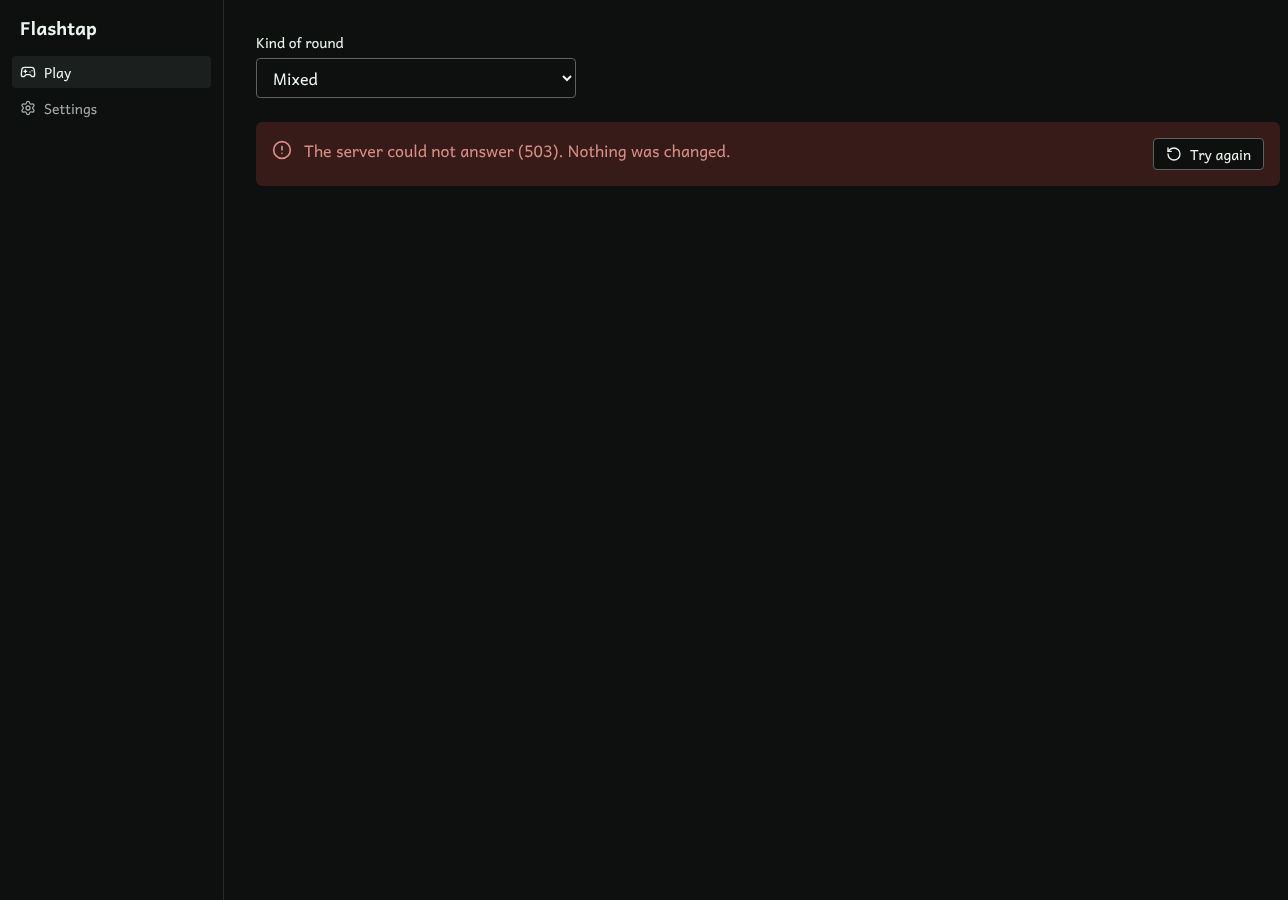 Flashtap
Play
Settings
Kind of round
Mixed
The server could not answer (503). Nothing was changed.
Try again